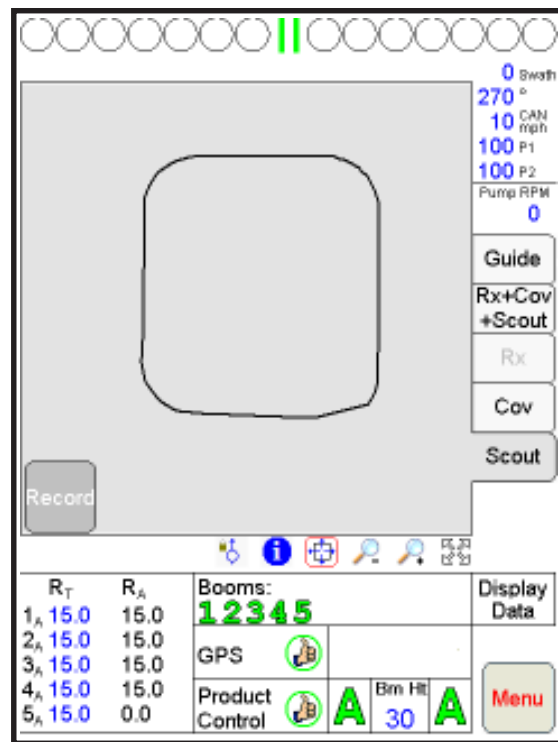 0 Swath
270 °
10 CAN mph
100 P1
100 P2
Pump RPM
0
Guide
Rx+Cov
+Scout
Rx
Cov
Scout
Record
RT RA
1A 15.0 15.0
2A 15.0 15.0
3A 15.0 15.0
4A 15.0 15.0
5A 15.0 0.0
Booms:
12345
GPS
Product
Control
A
Bm Ht
30
A
Display
Data
Menu